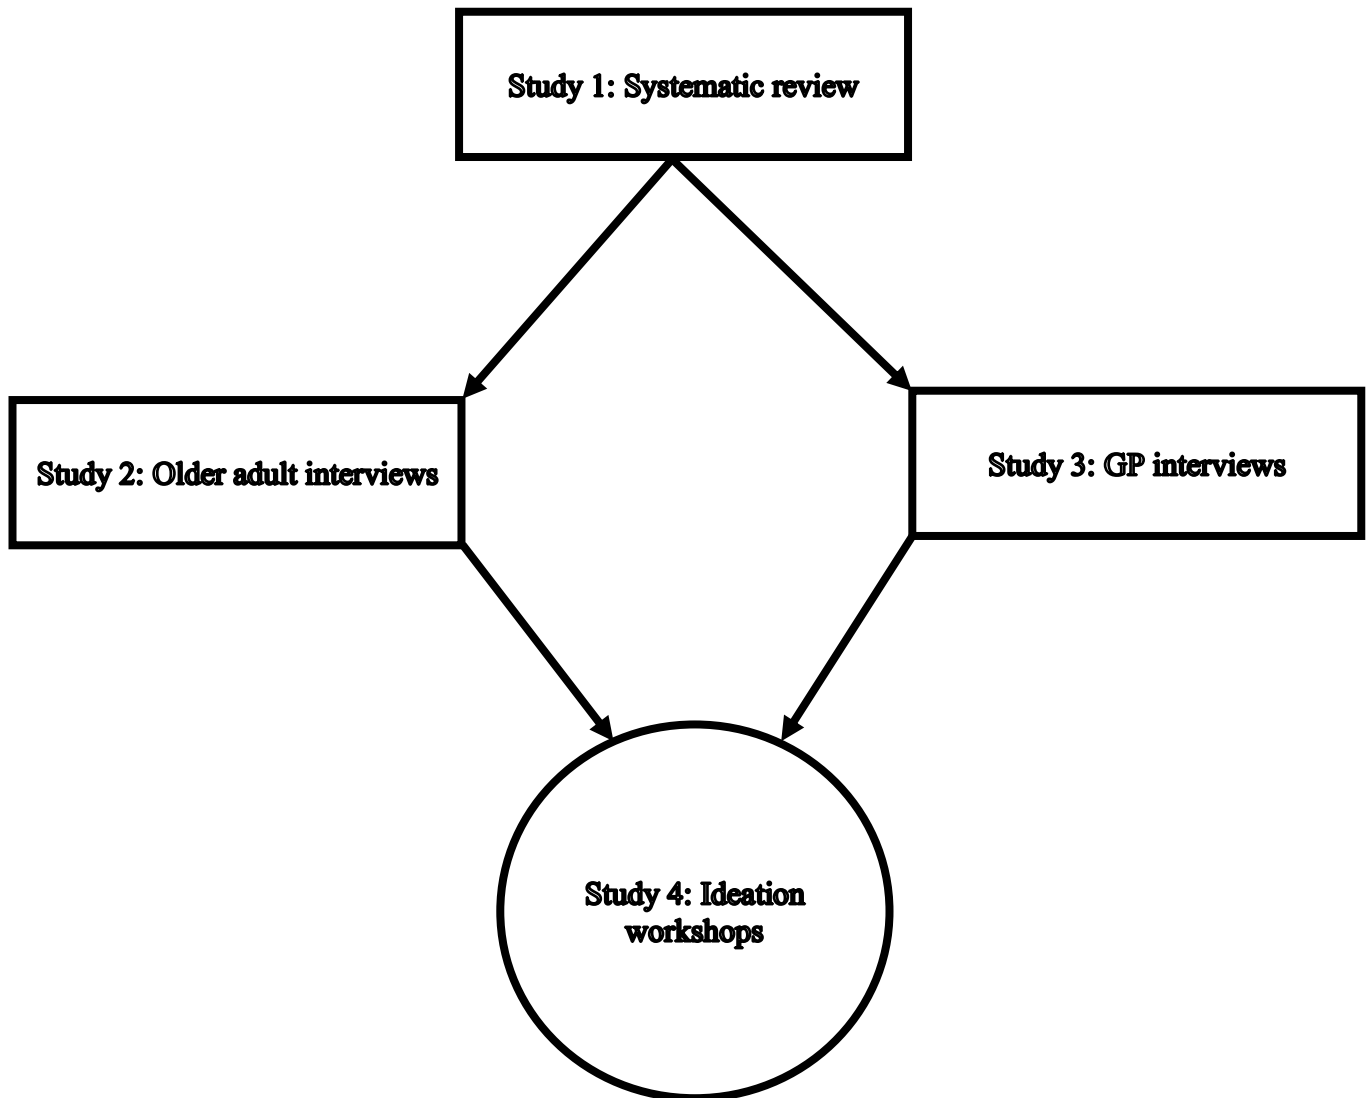 Study 1: Systematic review
Study 2: Older adult interviews
Study 3: GP interviews
Study 4: Ideation
workshops